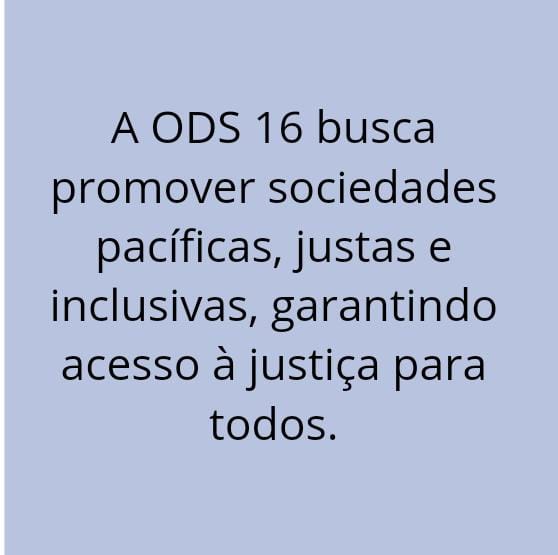 A ODS 16 busca
promover sociedades
pacíficas, justas e
inclusivas, garantindo
acesso à justiça para
todos.